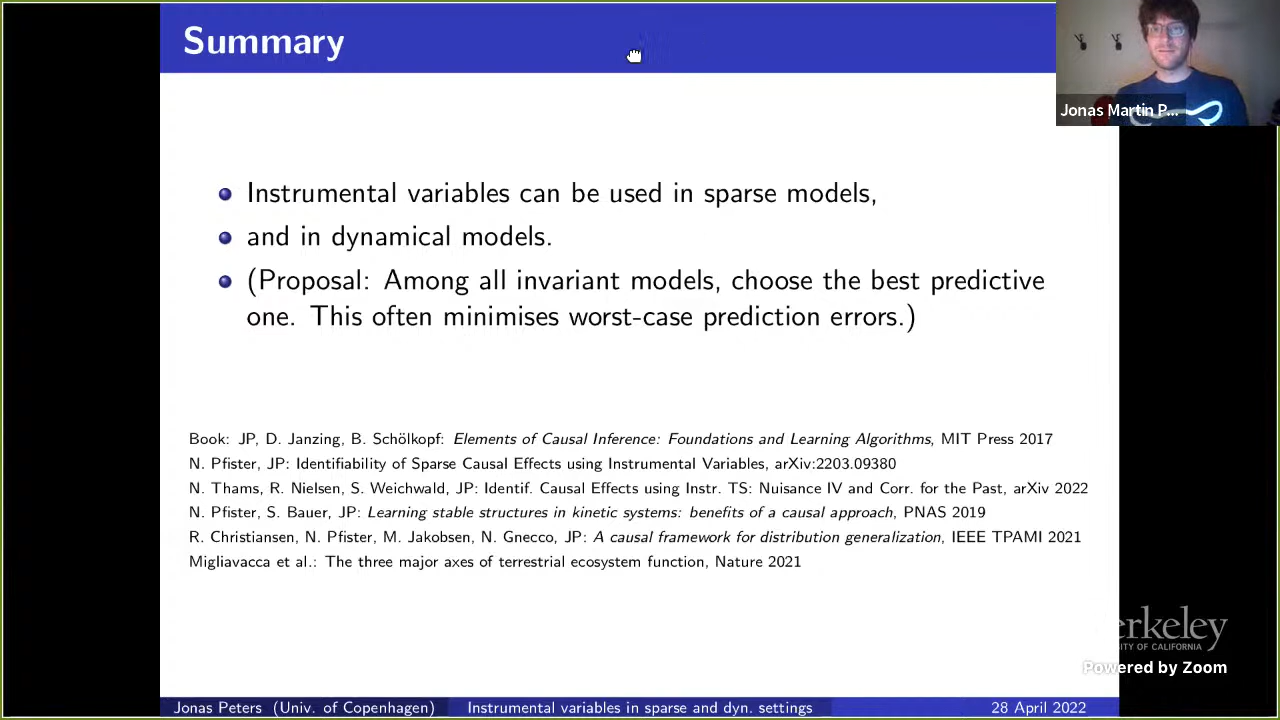 Summary
Jonas Martin P...
Instrumental variables can be used in sparse models,
and in dynamical models.
(Proposal: Among all invariant models, choose the best predictive
one. This often minimises worst-case prediction errors.)
Book: JP, D. Janzing, B. Schölkopf: Elements of Causal Inference: Foundations and Learning Algorithms, MIT Press 2017
N. Pfister, JP: Identifiability of Sparse Causal Effects using Instrumental Variables, arXiv:2203.09380
N. Thams, R. Nielsen, S. Weichwald, JP: Identif. Causal Effects using Instr. TS: Nuisance IV and Corr. for the Past, arXiv 2022
N. Pfister, S. Bauer, JP: Learning stable structures in kinetic systems: benefits of a causal approach, PNAS 2019
R. Christiansen, N. Pfister, M. Jakobsen, N. Gnecco, JP: A causal framework for distribution generalization, IEEE TPAMI 2021
Migliavacca et al.: The three major axes of terrestrial ecosystem function, Nature 2021
erkeley
OF CALIFORNIA
Powered by Zoom
Jonas Peters (Univ. of Copenhagen) Instrumental variables in sparse and dyn. settings 28 April 2022